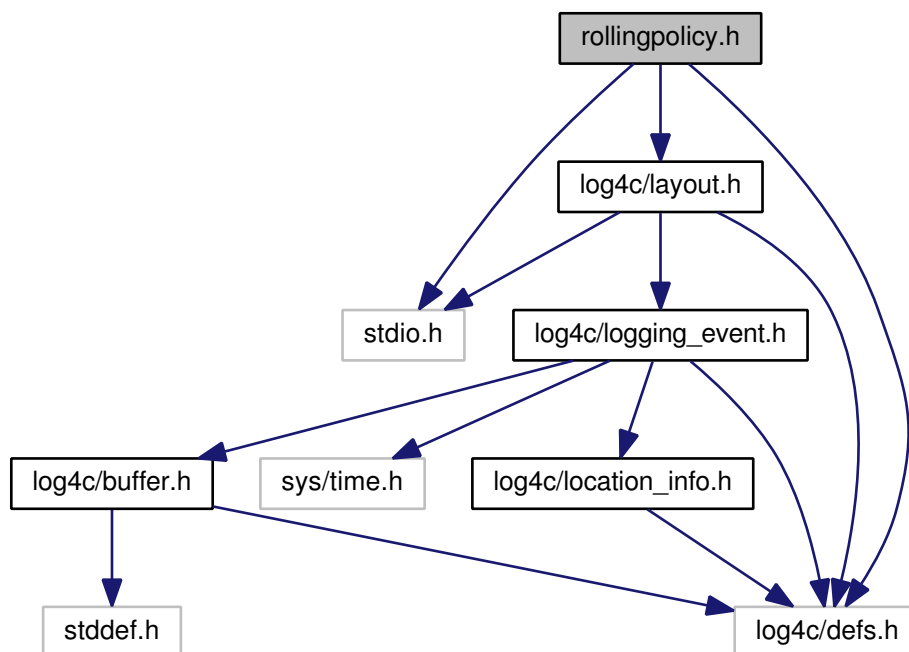 rollingpolicy.h
log4c/layout.h
stdio.h
log4c/logging_event.h
log4c/buffer.h
sys/time.h
log4c/location_info.h
stddef.h
log4c/defs.h